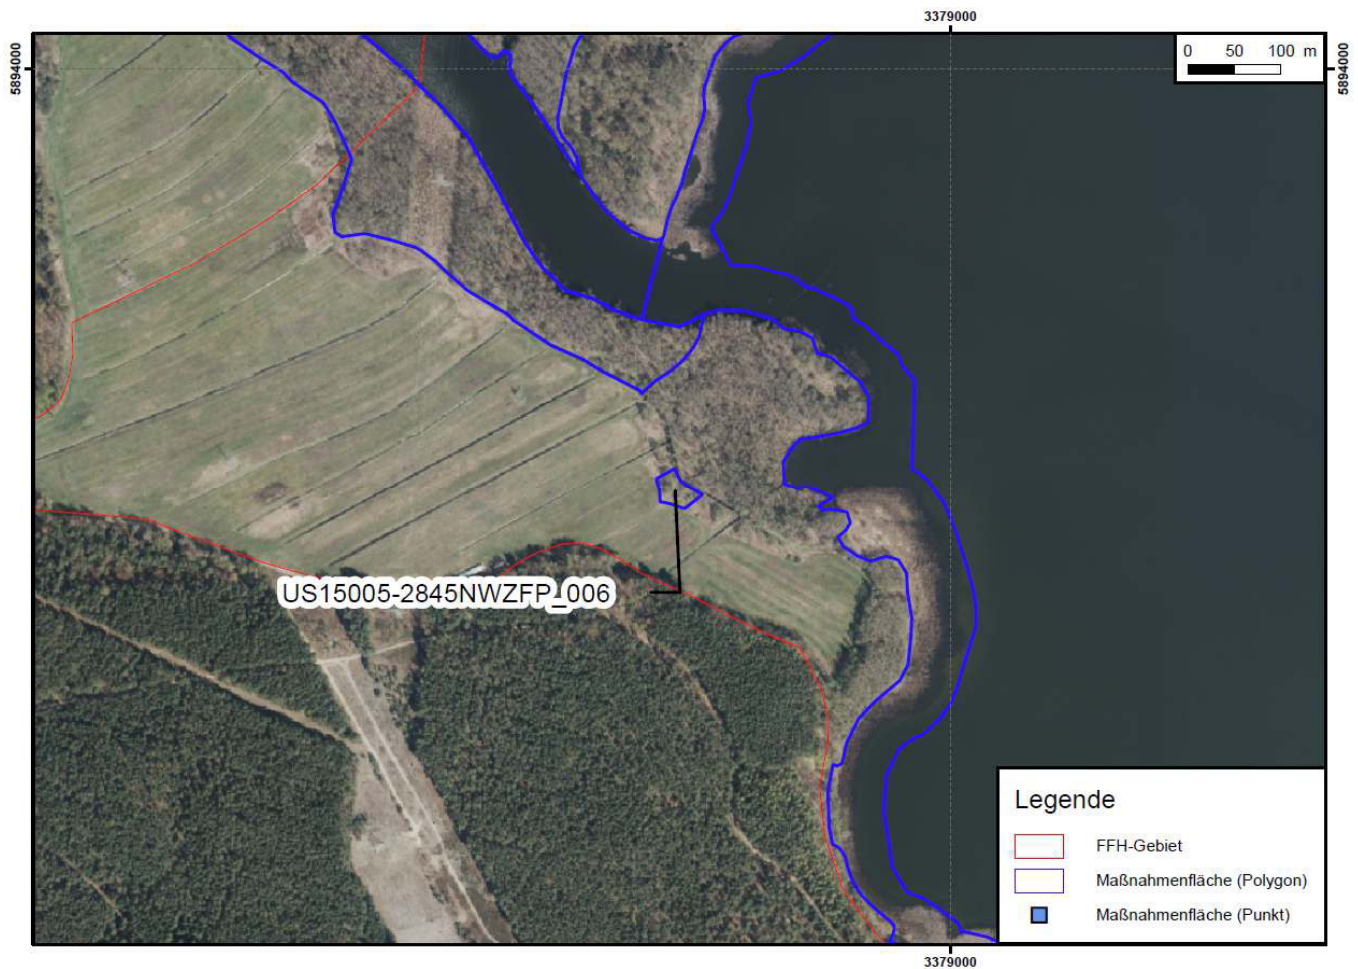 3379000
5894000
5894000
0 50 100 m
US15005-2845NWZFP_006
Legende
FFH-Gebiet
Maßnahmenfläche (Polygon)
Maßnahmenfläche (Punkt)
3379000